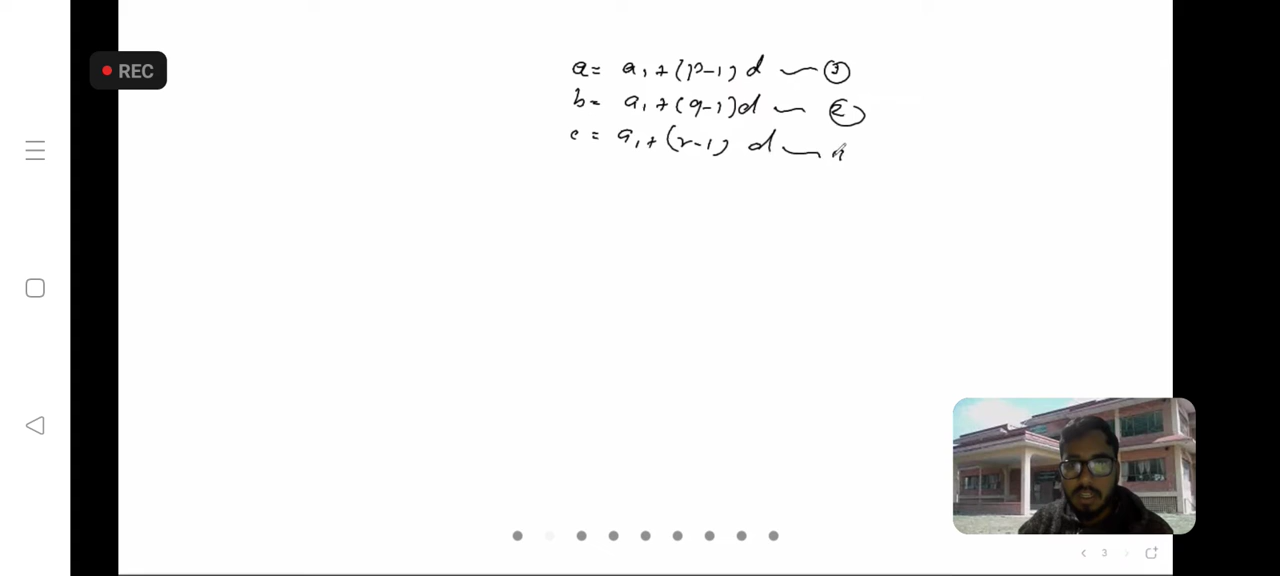 REC
a = a₁ + (p-1) d — ①
b = a₁ + (q-1) d — ②
c = a₁ + (r-1) d —
3